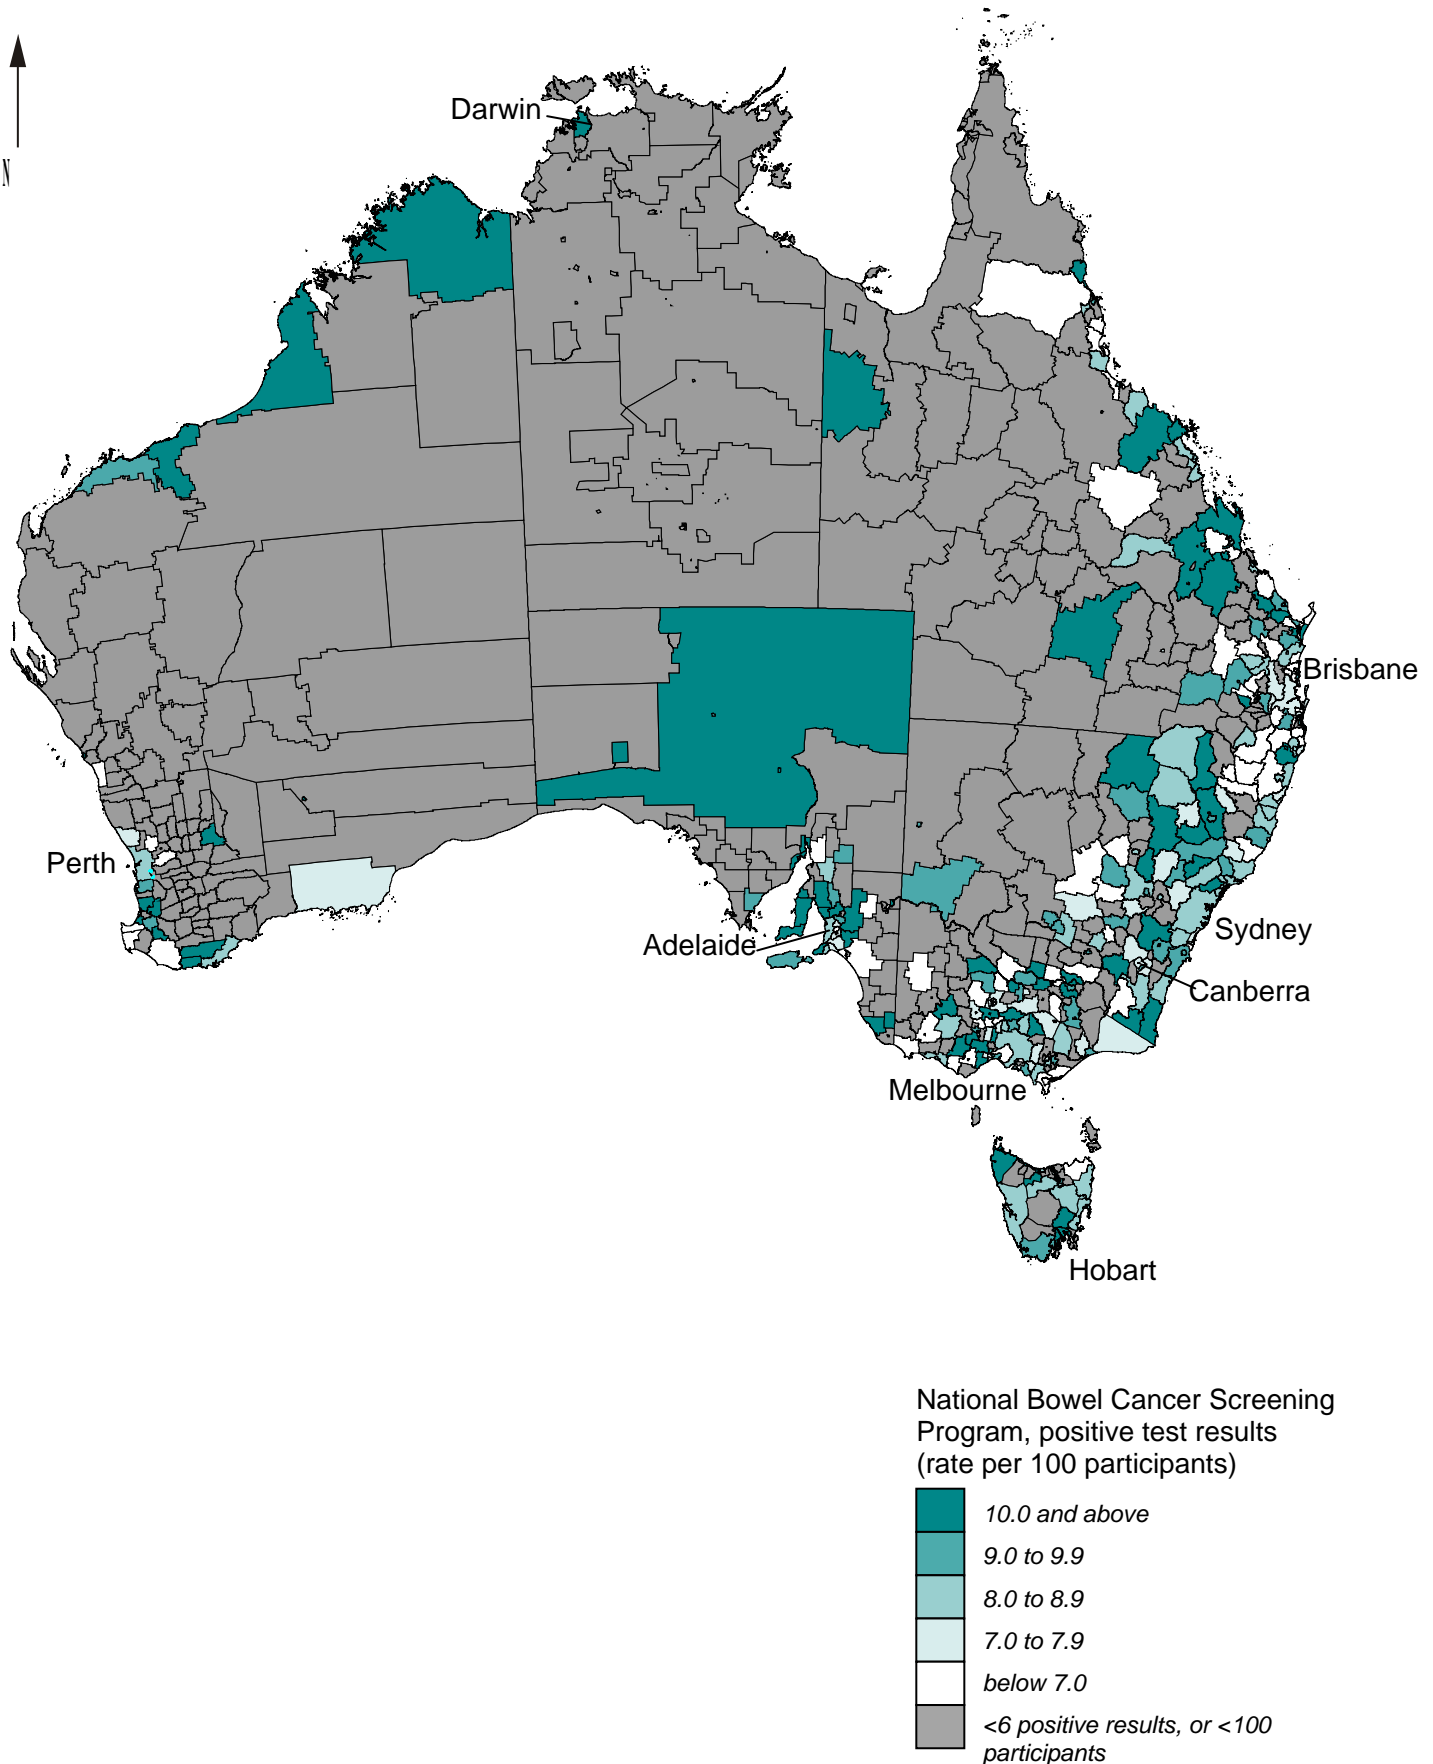 N
Darwin
Brisbane
Perth
Sydney
Adelaide
Canberra
Melbourne
Hobart
National Bowel Cancer Screening
Program, positive test results
(rate per 100 participants)
10.0 and above
9.0 to 9.9
8.0 to 8.9
7.0 to 7.9
below 7.0
<6 positive results, or <100
participants